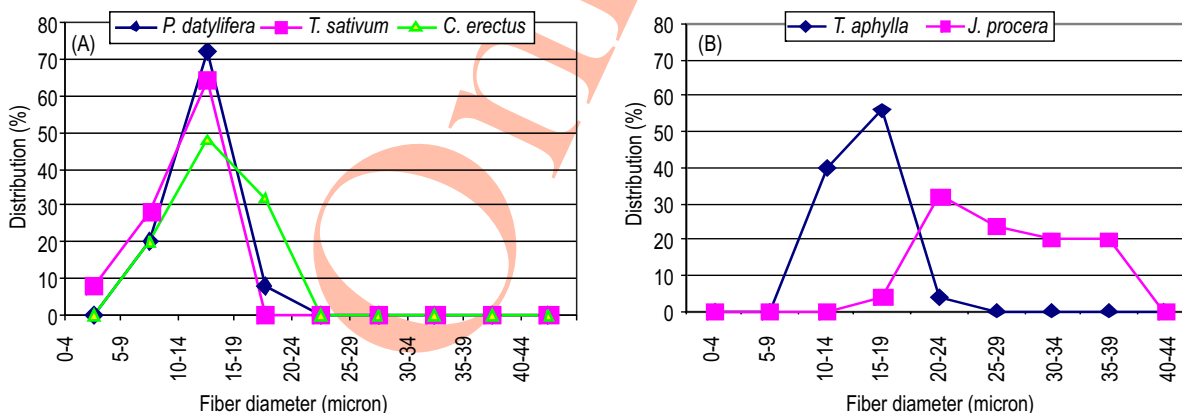 (A)
P. datylifera T. sativum C. erectus
80
70
60
50
40
30
20
10
0
Distribution (%)
0-4 5-9 10-14 15-19 20-24 25-29 30-34 35-39 40-44
Fiber diameter (micron)
(B)
T. aphylla J. procera
80
70
60
50
40
30
20
10
0
Distribution (%)
0-4 5-9 10-14 15-19 20-24 25-29 30-34 35-39 40-44
Fiber diameter (micron)